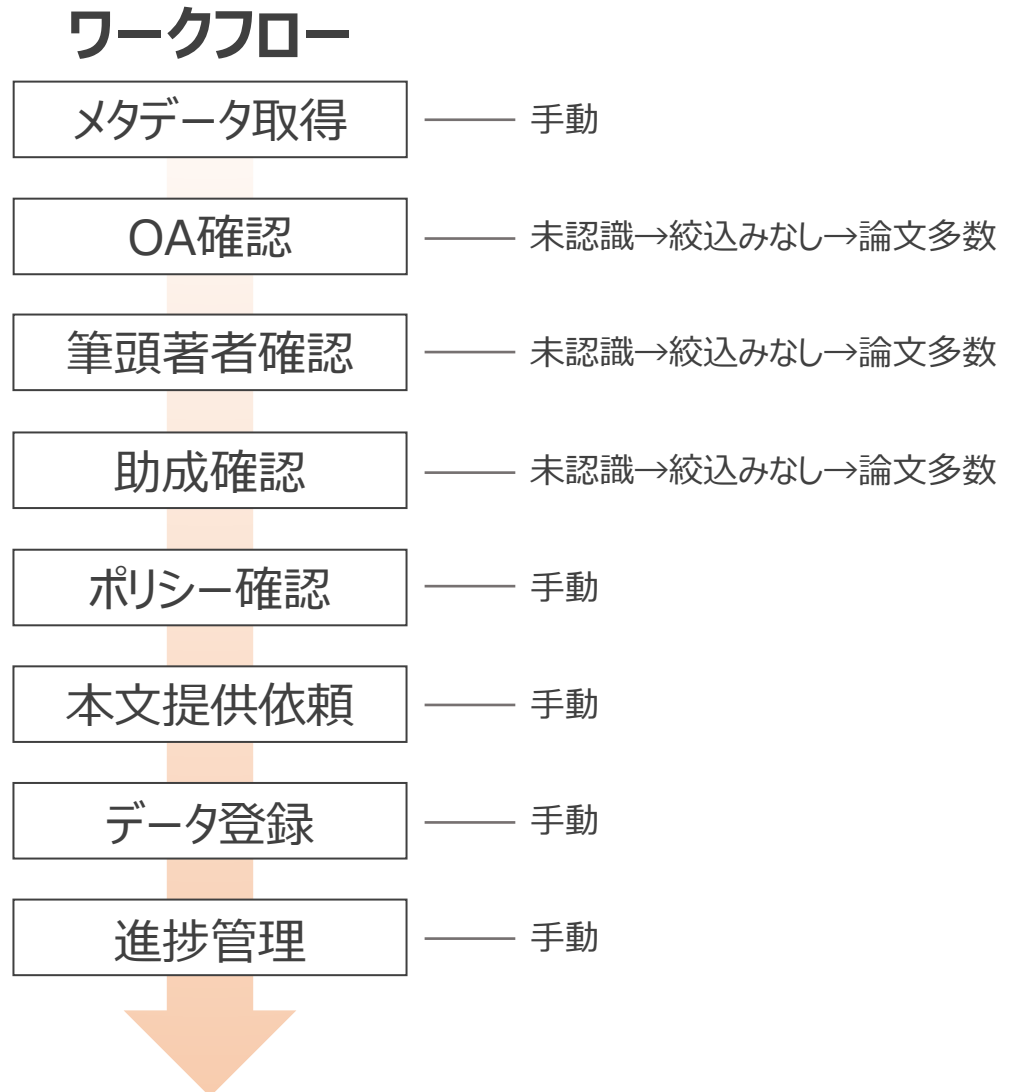 ワークフロー
メタデータ取得 手動
OA確認 未認識→絞込みなし→論文多数
筆頭著者確認 未認識→絞込みなし→論文多数
助成確認 未認識→絞込みなし→論文多数
ポリシー確認 手動
本文提供依頼 手動
データ登録 手動
進捗管理 手動